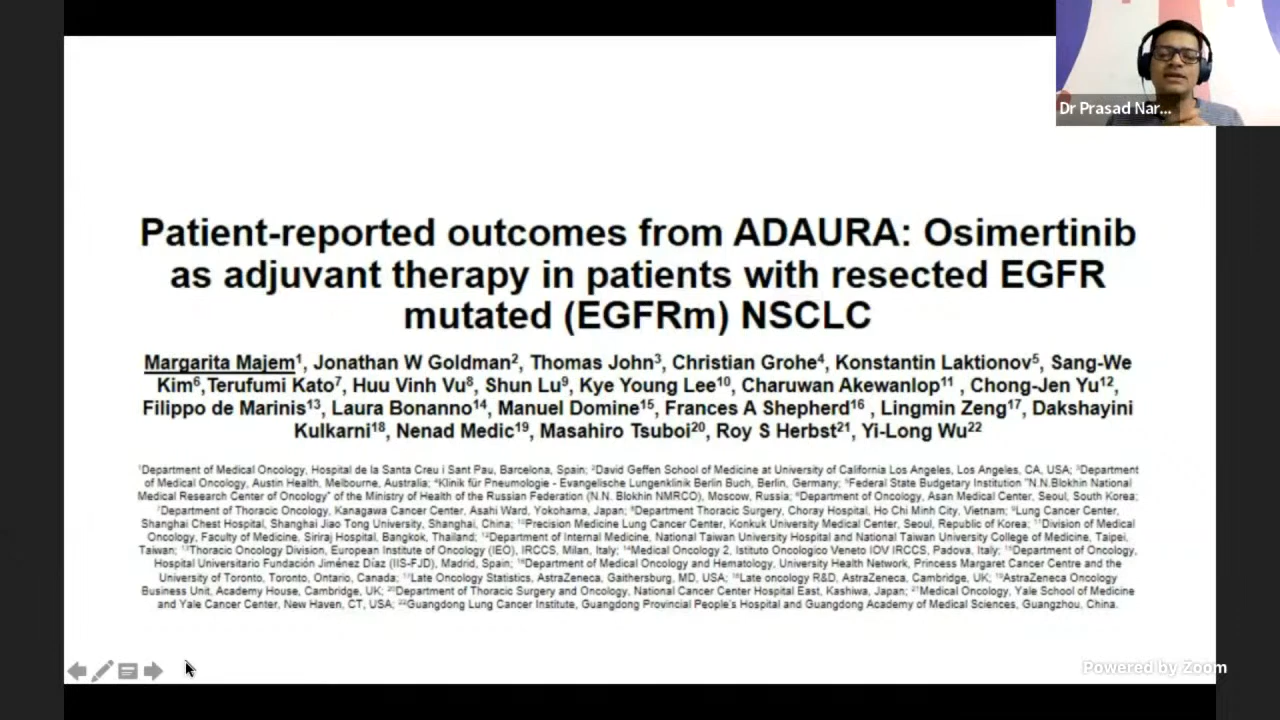 Dr Prasad Nar...
Patient-reported outcomes from ADAURA: Osimertinib
as adjuvant therapy in patients with resected EGFR
mutated (EGFRm) NSCLC
Margarita Majem¹, Jonathan W Goldman², Thomas John³, Christian Grohe⁴, Konstantin Laktionov⁵, Sang-We
Kim⁶,Terufumi Kato⁷, Huu Vinh Vu⁸, Shun Lu⁹, Kye Young Lee¹⁰, Charuwan Akewanlop¹¹ , Chong-Jen Yu¹²,
Filippo de Marinis¹³, Laura Bonanno¹⁴, Manuel Domine¹⁵, Frances A Shepherd¹⁶ , Lingmin Zeng¹⁷, Dakshayini
Kulkarni¹⁸, Nenad Medic¹⁹, Masahiro Tsuboi²⁰, Roy S Herbst²¹, Yi-Long Wu²²
¹Department of Medical Oncology, Hospital de la Santa Creu i Sant Pau, Barcelona, Spain; ²David Geffen School of Medicine at University of California Los Angeles, Los Angeles, CA, USA; ³Department
of Medical Oncology, Austin Health, Melbourne, Australia; ⁴Klinik für Pneumologie - Evangelische Lungenklinik Berlin Buch, Berlin, Germany; ⁵Federal State Budgetary Institution "N.N.Blokhin National
Medical Research Center of Oncology" of the Ministry of Health of the Russian Federation (N.N. Blokhin NMRCO), Moscow, Russia; ⁶Department of Oncology, Asan Medical Center, Seoul, South Korea;
⁷Department of Thoracic Oncology, Kanagawa Cancer Center, Asahi Ward, Yokohama, Japan; ⁸Department Thoracic Surgery, Choray Hospital, Ho Chi Minh City, Vietnam; ⁹Lung Cancer Center,
Shanghai Chest Hospital, Shanghai Jiao Tong University, Shanghai, China; ¹⁰Precision Medicine Lung Cancer Center, Konkuk University Medical Center, Seoul, Republic of Korea; ¹¹Division of Medical
Oncology, Faculty of Medicine, Siriraj Hospital, Bangkok, Thailand; ¹²Department of Internal Medicine, National Taiwan University Hospital and National Taiwan University College of Medicine, Taipei,
Taiwan; ¹³Thoracic Oncology Division, European Institute of Oncology (IEO), IRCCS, Milan, Italy; ¹⁴Medical Oncology 2, Istituto Oncologico Veneto IOV IRCCS, Padova, Italy; ¹⁵Department of Oncology,
Hospital Universitario Fundación Jiménez Díaz (IIS-FJD), Madrid, Spain; ¹⁶Department of Medical Oncology and Hematology, University Health Network, Princess Margaret Cancer Centre and the
University of Toronto, Toronto, Ontario, Canada; ¹⁷Late Oncology Statistics, AstraZeneca, Gaithersburg, MD, USA; ¹⁸Late oncology R&D, AstraZeneca, Cambridge, UK; ¹⁹AstraZeneca Oncology
Business Unit, Academy House, Cambridge, UK; ²⁰Department of Thoracic Surgery and Oncology, National Cancer Center Hospital East, Kashiwa, Japan; ²¹Medical Oncology, Yale School of Medicine
and Yale Cancer Center, New Haven, CT, USA; ²²Guangdong Lung Cancer Institute, Guangdong Provincial People's Hospital and Guangdong Academy of Medical Sciences, Guangzhou, China.
Powered by Zoom